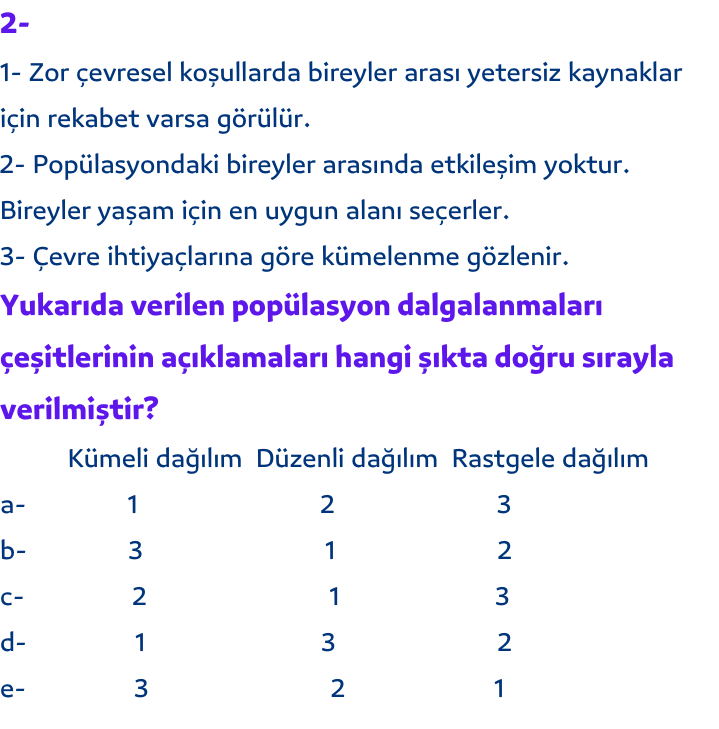 2-
1- Zor çevresel koşullarda bireyler arası yetersiz kaynaklar
için rekabet varsa görülür.
2- Popülasyondaki bireyler arasında etkileşim yoktur.
Bireyler yaşam için en uygun alanı seçerler.
3- Çevre ihtiyaçlarına göre kümelenme gözlenir.
Yukarıda verilen popülasyon dalgalanmaları
çeşitlerinin açıklamaları hangi şıkta doğru sırayla
verilmiştir?
Kümeli dağılım Düzenli dağılım Rastgele dağılım
a- 1 2 3
b- 3 1 2
c- 2 1 3
d- 1 3 2
e- 3 2 1